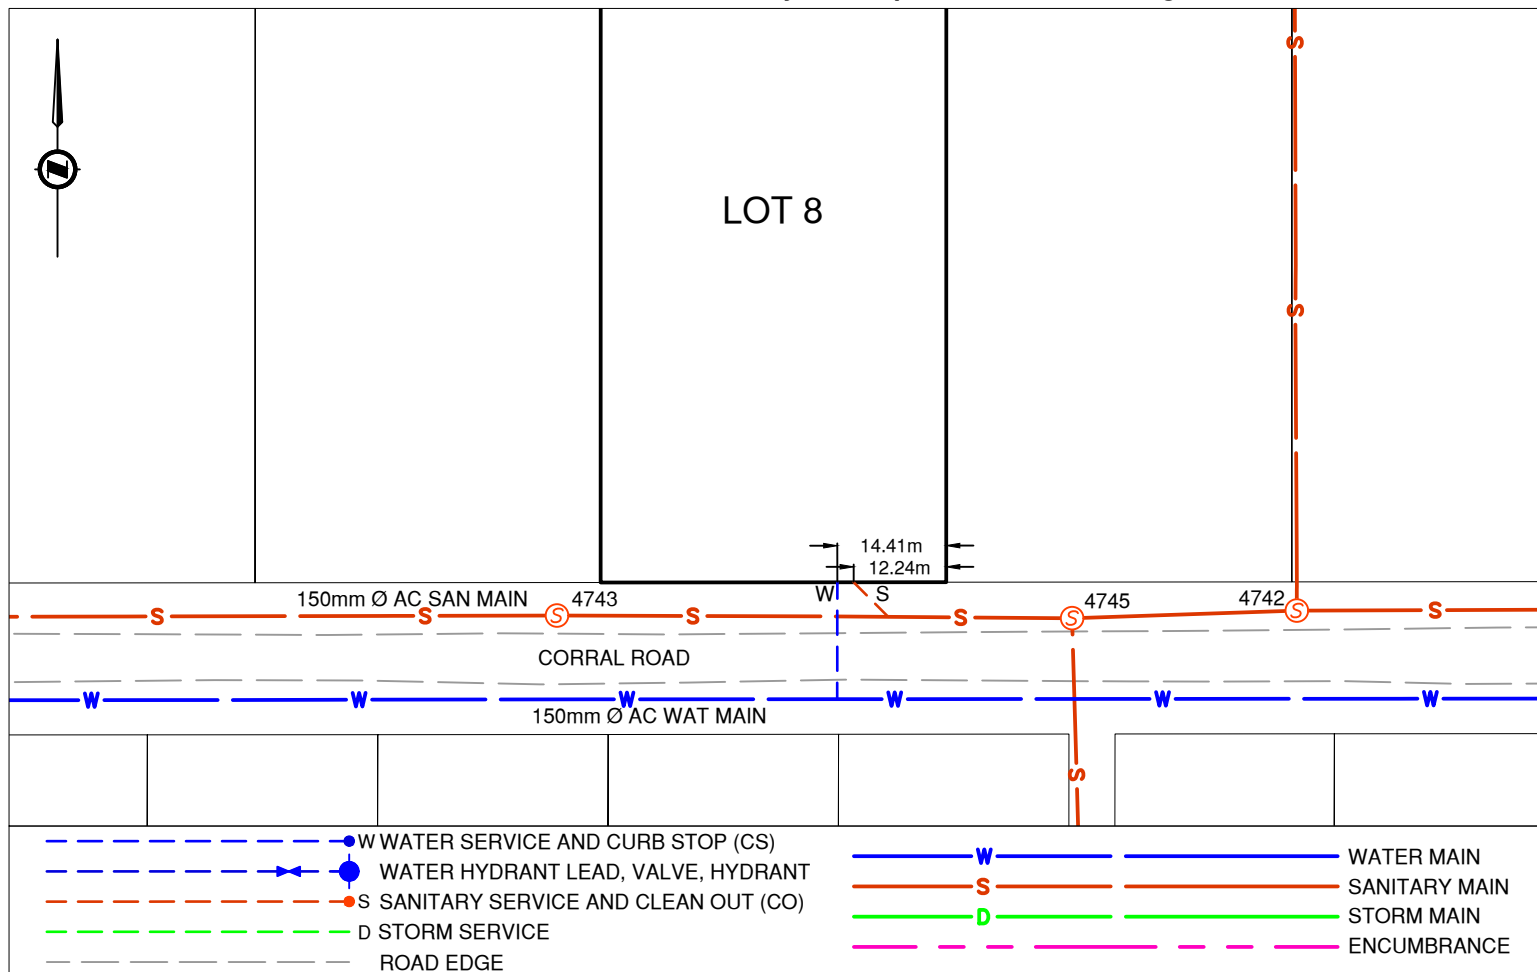 S
N
LOT 8
S
14.41m
12.24m
W S
150mm Ø AC SAN MAIN
4743
4745
4742
S S S S S S S S
CORRAL ROAD
W W W W W W
150mm Ø AC WAT MAIN
S
W WATER SERVICE AND CURB STOP (CS)
WATER HYDRANT LEAD, VALVE, HYDRANT
S SANITARY SERVICE AND CLEAN OUT (CO)
D STORM SERVICE
ROAD EDGE
W WATER MAIN
S SANITARY MAIN
D STORM MAIN
ENCUMBRANCE